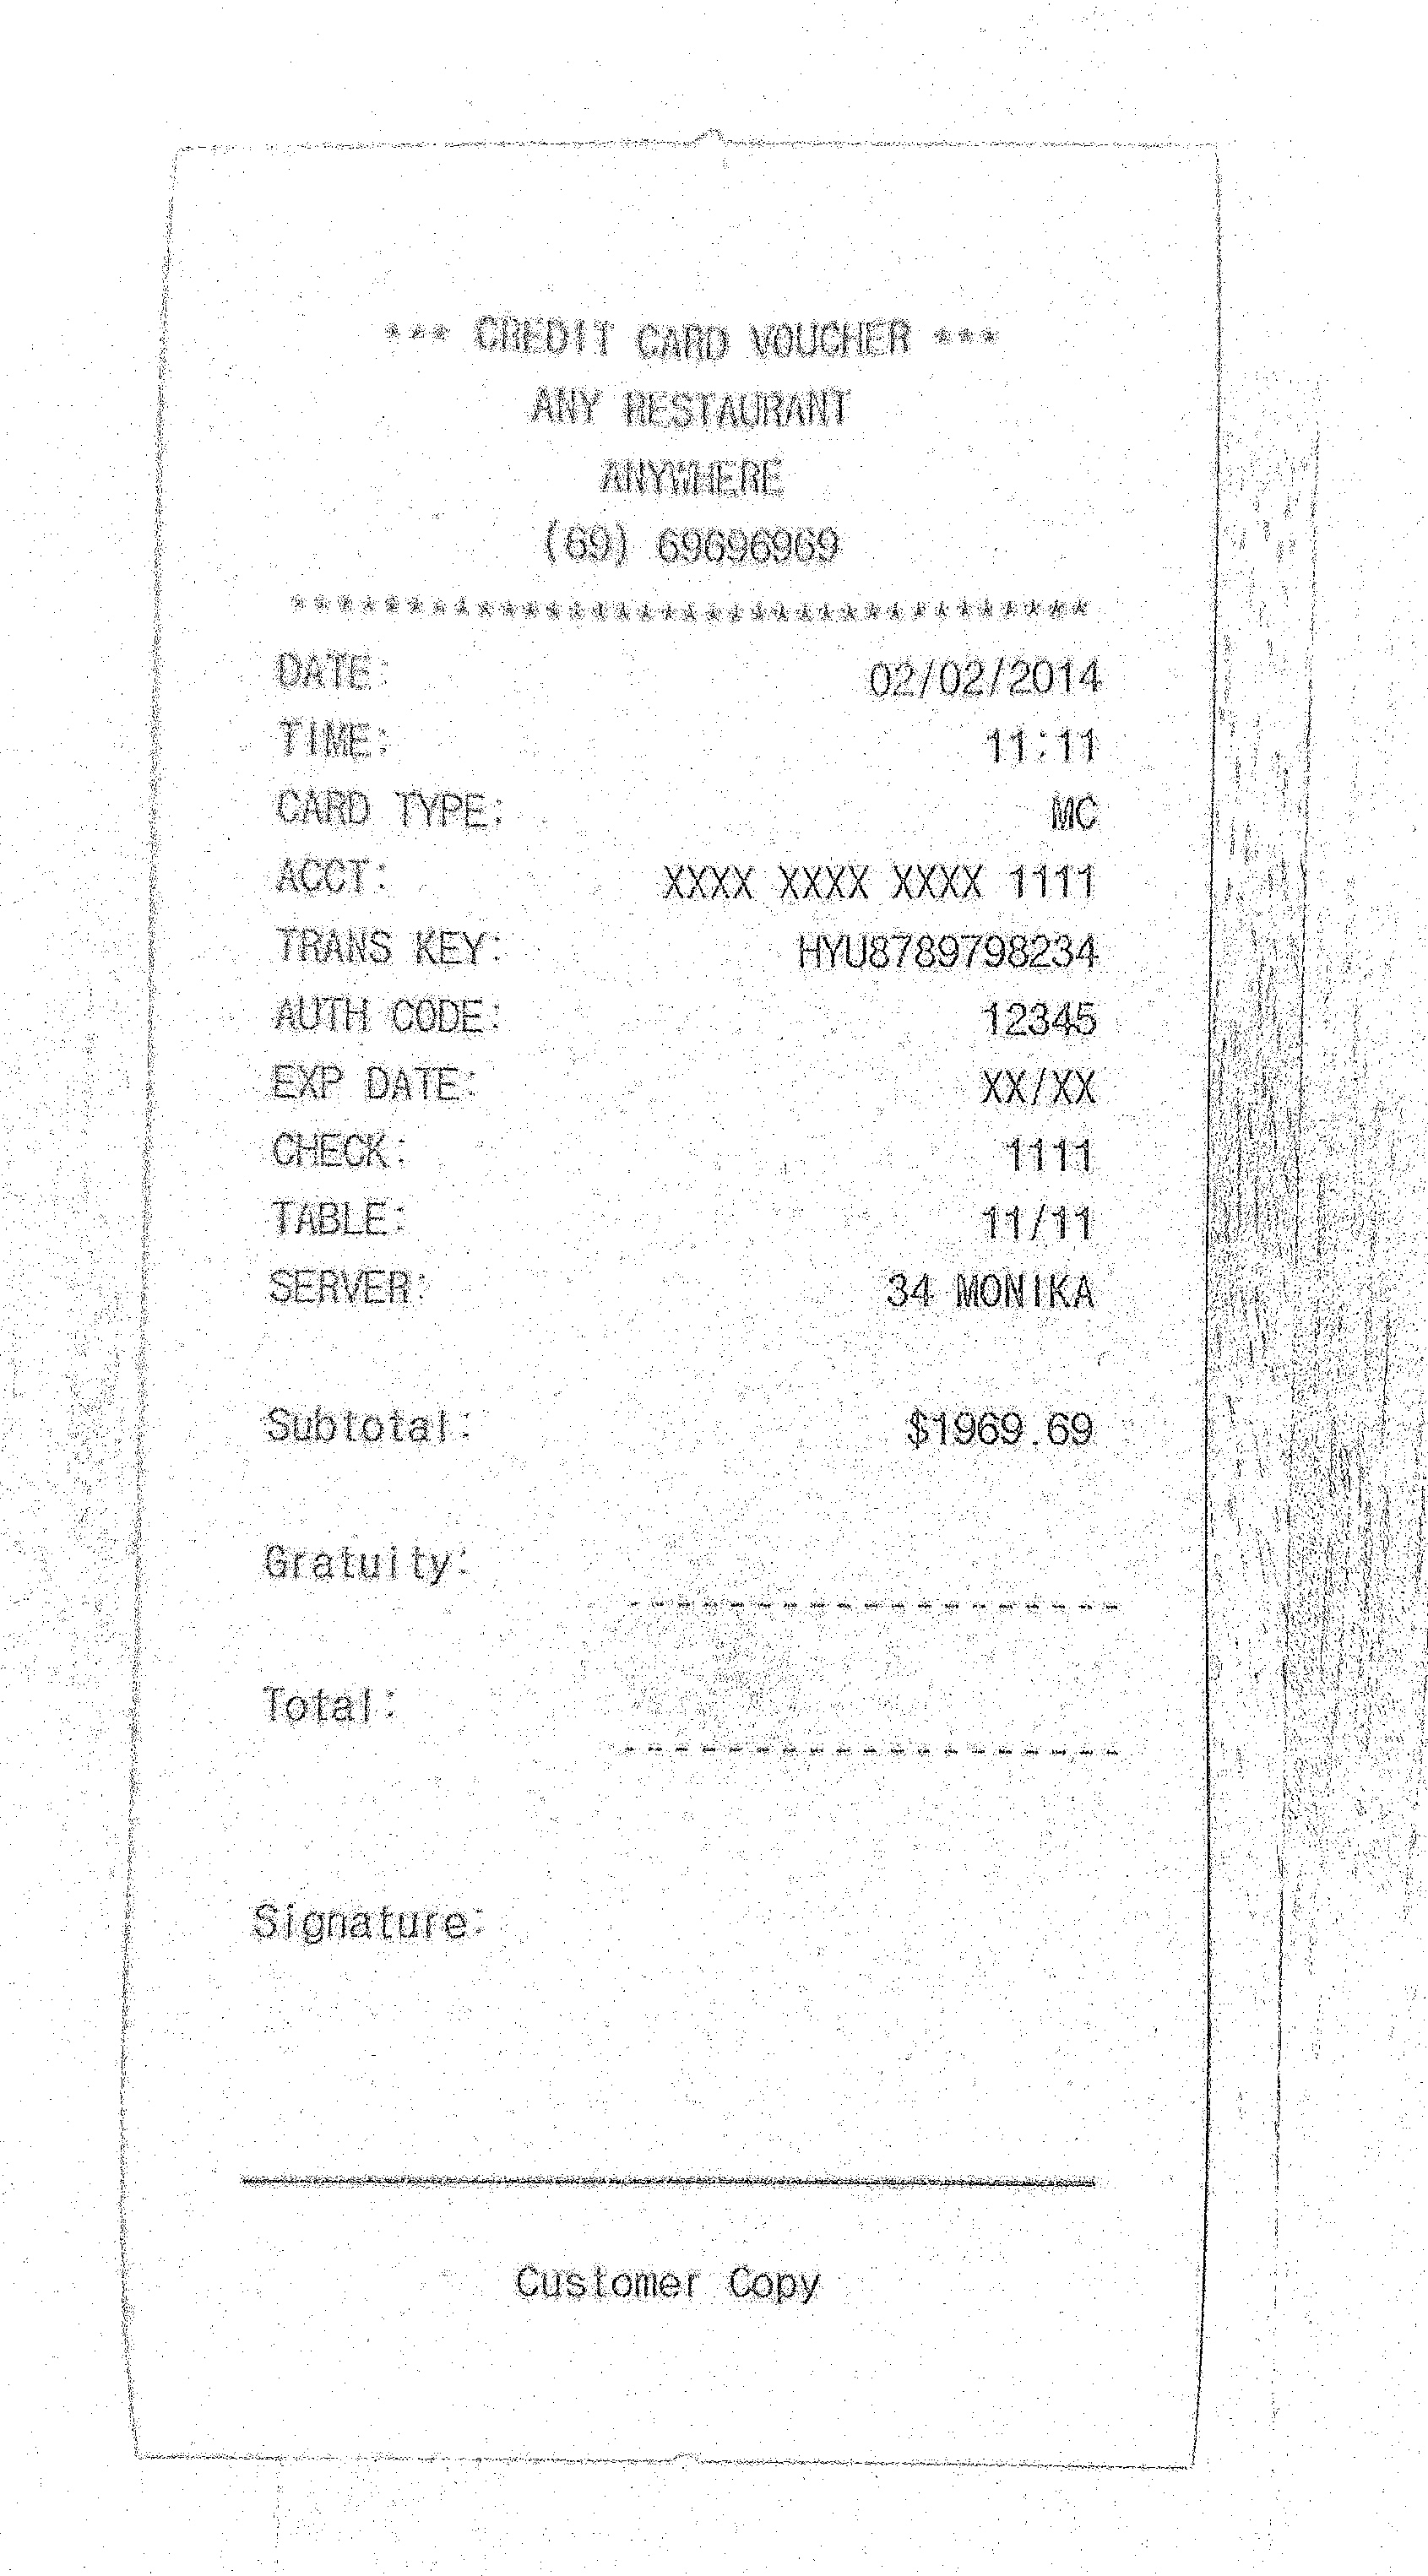 *** CREDIT CARD VOUCHER ***
ANY RESTAURANT
ANYWHERE
(69) 69696969
***********************************
DATE: 02/02/2014
TIME: 11:11
CARD TYPE: MC
ACCT: XXXX XXXX XXXX 1111
TRANS KEY: HYU8789798234
AUTH CODE: 12345
EXP DATE: XX/XX
CHECK: 1111
TABLE: 11/11
SERVER: 34 MONIKA
Subtotal: $1969.69
Gratuity:
Total:
Signature:
Customer Copy